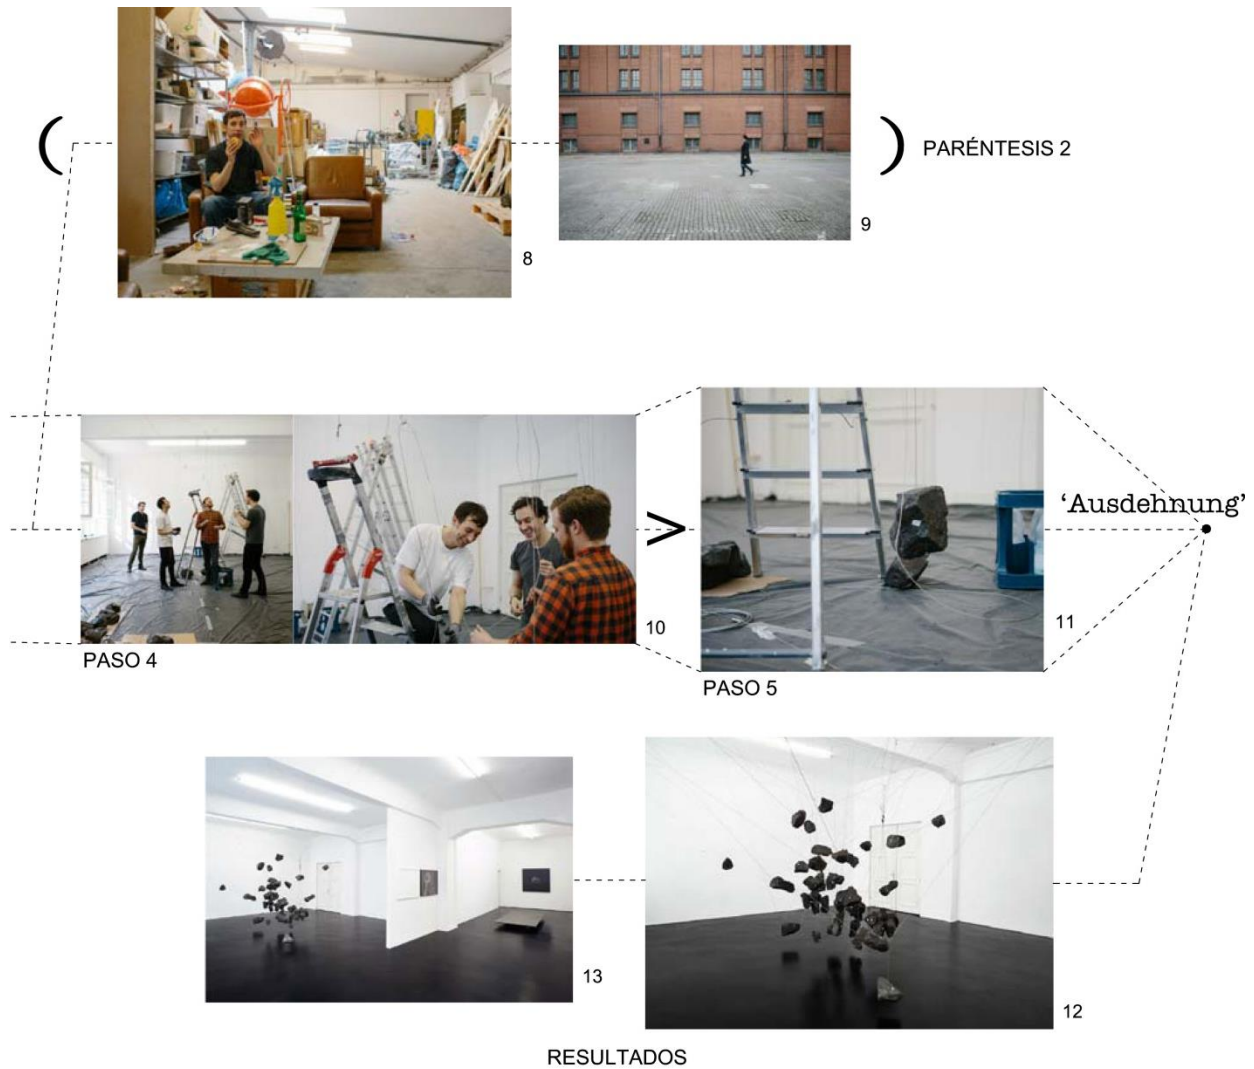 ( ) PARÉNTESIS 2
9
8
>
‘Ausdehnung’
10
11
PASO 4
PASO 5
13
12
RESULTADOS